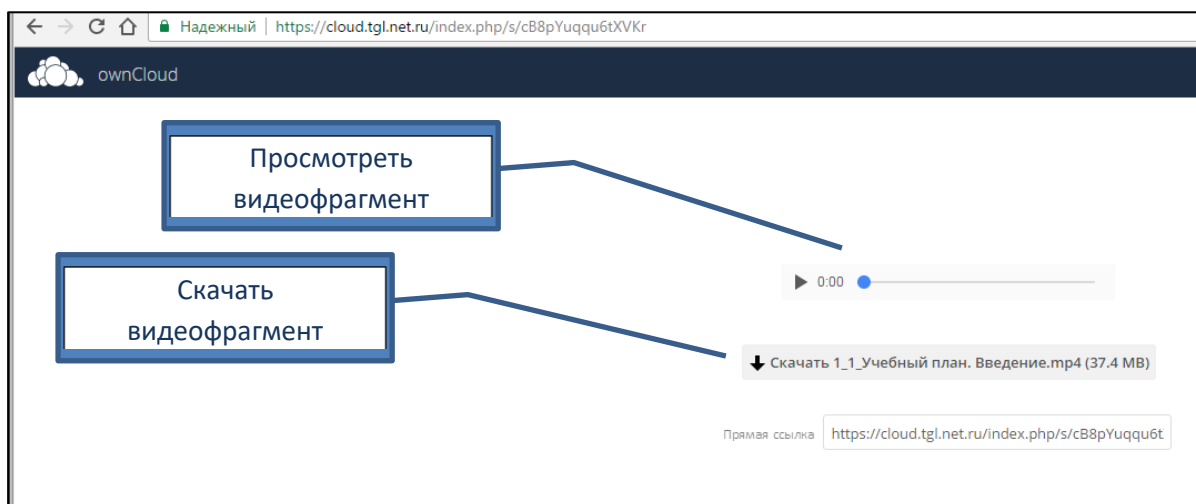 Надежный | https://cloud.tgl.net.ru/index.php/s/cB8pYuqqu6tXVKr
ownCloud
Просмотреть
видеофрагмент
Скачать
видеофрагмент
0:00
Скачать 1_1_Учебный план. Введение.mp4 (37.4 MB)
Прямая ссылка https://cloud.tgl.net.ru/index.php/s/cB8pYuqqu6t